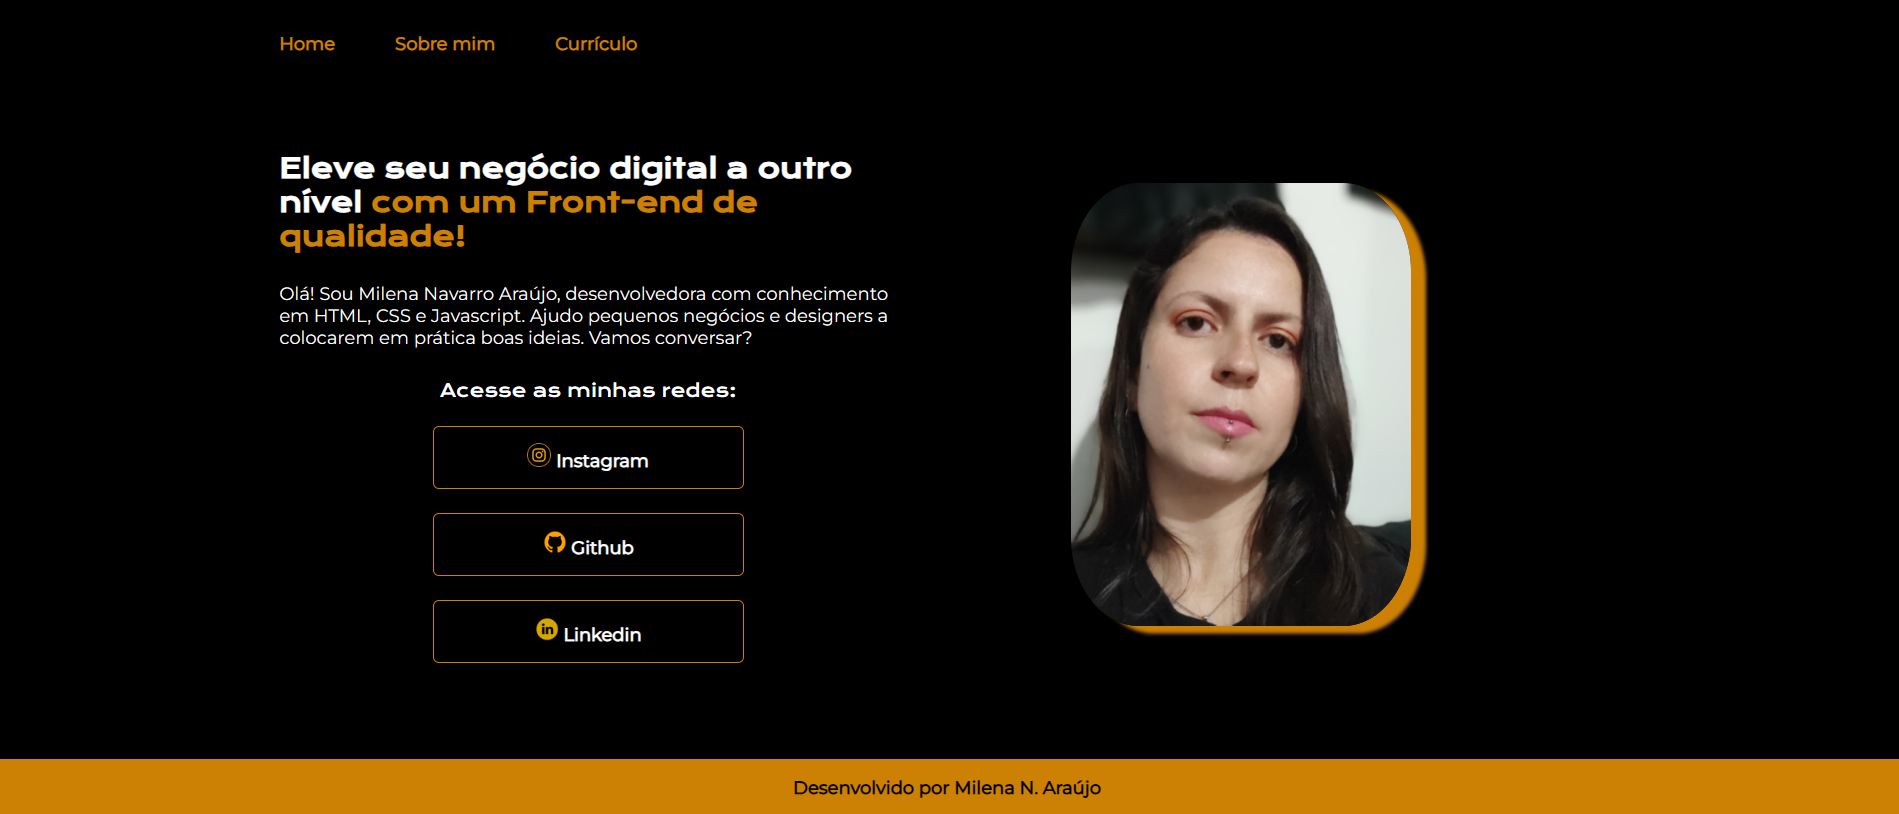 Home Sobre mim Currículo
Eleve seu negócio digital a outro
nível com um Front-end de
qualidade!
Olá! Sou Milena Navarro Araújo, desenvolvedora com conhecimento
em HTML, CSS e Javascript. Ajudo pequenos negócios e designers a
colocarem em prática boas ideias. Vamos conversar?
Acesse as minhas redes:
Instagram
Github
Linkedin
Desenvolvido por Milena N. Araújo